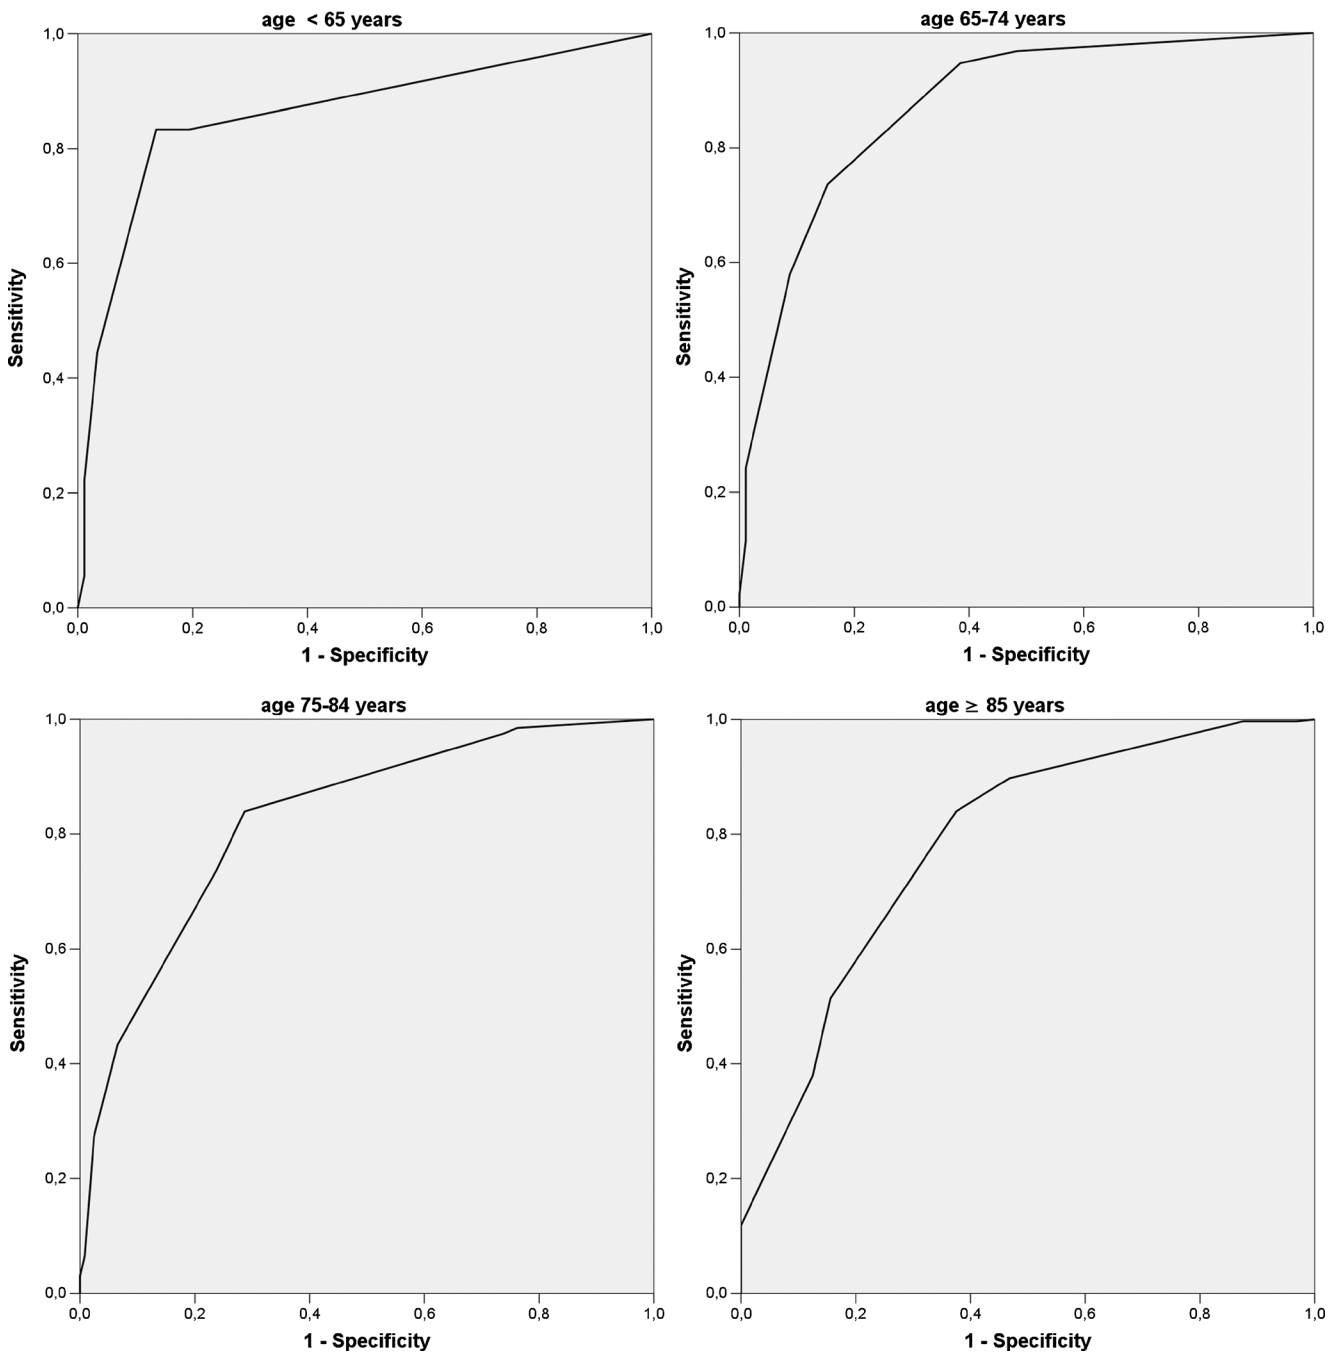 age < 65 years
1,0
0,8
0,6
0,4
0,2
0,0
Sensitivity
0,0 0,2 0,4 0,6 0,8 1,0
1 - Specificity
age 65-74 years
1,0
0,8
0,6
0,4
0,2
0,0
Sensitivity
0,0 0,2 0,4 0,6 0,8 1,0
1 - Specificity
age 75-84 years
1,0
0,8
0,6
0,4
0,2
0,0
Sensitivity
0,0 0,2 0,4 0,6 0,8 1,0
1 - Specificity
age ≥ 85 years
1,0
0,8
0,6
0,4
0,2
0,0
Sensitivity
0,0 0,2 0,4 0,6 0,8 1,0
1 - Specificity